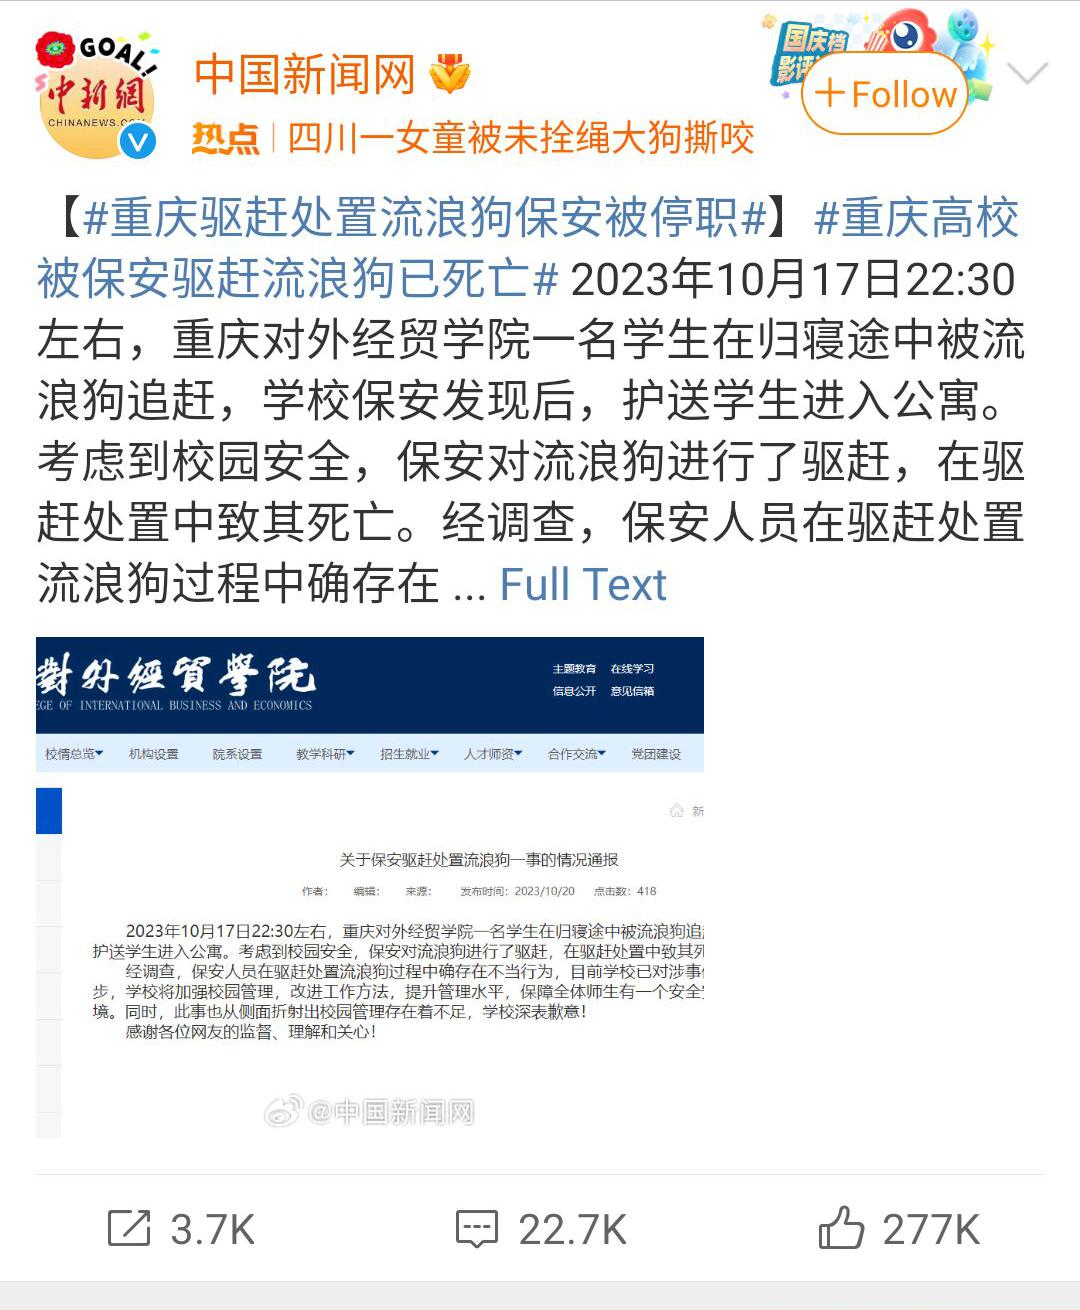 GOAL!
中新網
CHINANEWS.CO
中国新闻网
国庆档
影评
+Follow
热点 | 四川一女童被未拴绳大狗撕咬
【#重庆驱赶处置流浪狗保安被停职#】 #重庆高校
被保安驱赶流浪狗已死亡# 2023年10月17日22:30
左右，重庆对外经贸学院一名学生在归寝途中被流
浪狗追赶，学校保安发现后，护送学生进入公寓。
考虑到校园安全，保安对流浪狗进行了驱赶，在驱
赶处置中致其死亡。经调查，保安人员在驱赶处置
流浪狗过程中确存在 ... Full Text
對外經貿學院
EGE OF INTERNATIONAL BUSINESS AND ECONOMICS
主题教育 在线学习
信息公开 意见信箱
校情总览 机构设置 院系设置 教学科研 招生就业 人才师资 合作交流 党团建设
新
关于保安驱赶处置流浪狗一事的情况通报
作者： 编辑： 来源： 发布时间：2023/10/20 点击数：418
2023年10月17日22:30左右，重庆对外经贸学院一名学生在归寝途中被流浪狗追
护送学生进入公寓。考虑到校园安全，保安对流浪狗进行了驱赶，在驱赶处置中致其死
经调查，保安人员在驱赶处置流浪狗过程中确存在不当行为，目前学校已对涉事
步，学校将加强校园管理，改进工作方法，提升管理水平，保障全体师生有一个安全
境。同时，此事也从侧面折射出校园管理存在着不足，学校深表歉意！
感谢各位网友的监督、理解和关心！
@中国新闻网
3.7K 22.7K 277K